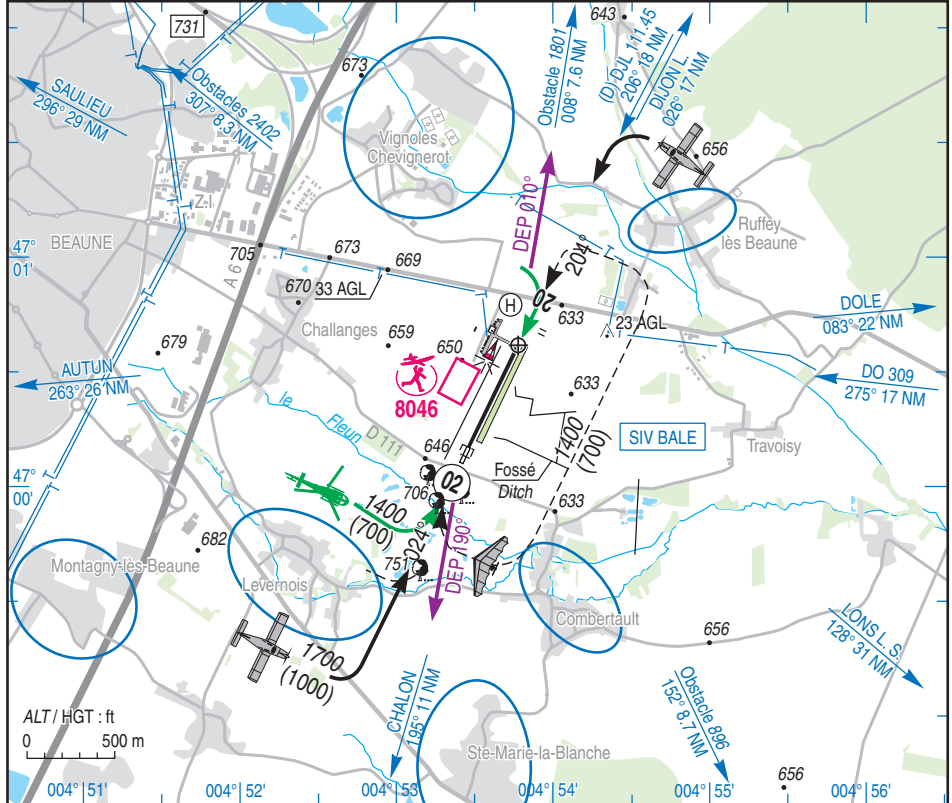 731
673
643
Obstacle 1801
008° 7.6 NM
(D) DJL 111.45
206° 18 NM
DIJON L.
026° 17 NM
SAULIEU
296° 29 NM
Obstacles 2402
307° 8.3 NM
Vignoles
Chevignerot
656
Z.I
DEP 010°
Ruffey
lès Beaune
BEAUNE
47°
01'
705
673
669
204°
20
A 6
670
33 AGL
H
633
23 AGL
DOLE
083° 22 NM
Challanges
659
650
679
AUTUN
263° 26 NM
8046
633
DO 309
275° 17 NM
le
Fleun
D 111
646
1400
(700)
SIV BALE
Travoisy
Fossé
Ditch
47°
00'
02
706
633
1400
(700)
024°
DEP 190°
682
751
Montagny-lès-Beaune
Levernois
Combertault
656
1700
(1000)
LONS L. S.
128° 31 NM
CHALON
195° 11 NM
Obstacle 896
152° 8.7 NM
ALT / HGT : ft
0 500 m
Ste-Marie-la-Blanche
656
004° 51'
004° 52'
004° 53'
004° 54'
004° 55'
004° 56'